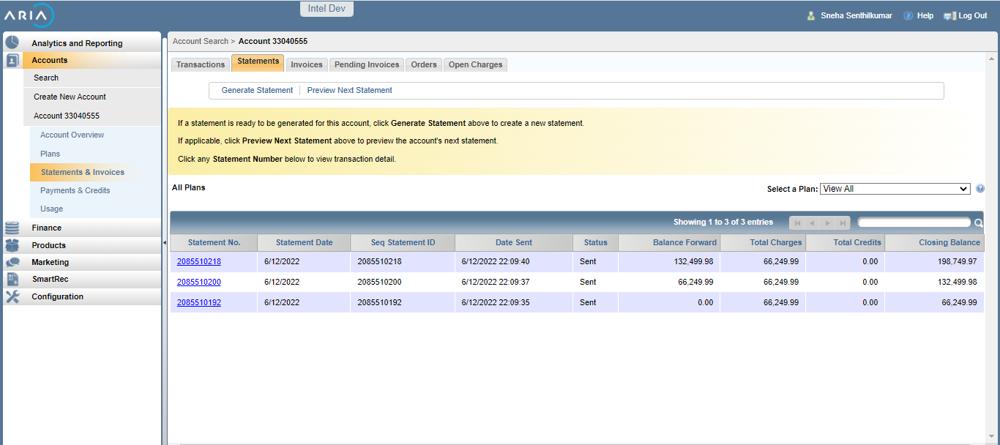 Intel Dev
ARIA
Sneha Senthilkumar
Help
Log Out
Analytics and Reporting
Accounts
Search
Create New Account
Account 33040555
Account Overview
Plans
Statements & Invoices
Payments & Credits
Usage
Finance
Products
Marketing
SmartRec
Configuration
Account Search > Account 33040555
Transactions Statements Invoices Pending Invoices Orders Open Charges
Generate Statement | Preview Next Statement
If a statement is ready to be generated for this account, click Generate Statement above to create a new statement.
If applicable, click Preview Next Statement above to preview the account's next statement.
Click any Statement Number below to view transaction detail.
All Plans
Select a Plan: View All
Showing 1 to 3 of 3 entries
Statement No. Statement Date Seq Statement ID Date Sent Status Balance Forward Total Charges Total Credits Closing Balance
2085510218 6/12/2022 2085510218 6/12/2022 22:09:40 Sent 132,499.98 66,249.99 0.00 198,749.97
2085510200 6/12/2022 2085510200 6/12/2022 22:09:37 Sent 66,249.99 66,249.99 0.00 132,499.98
2085510192 6/12/2022 2085510192 6/12/2022 22:09:35 Sent 0.00 66,249.99 0.00 66,249.99